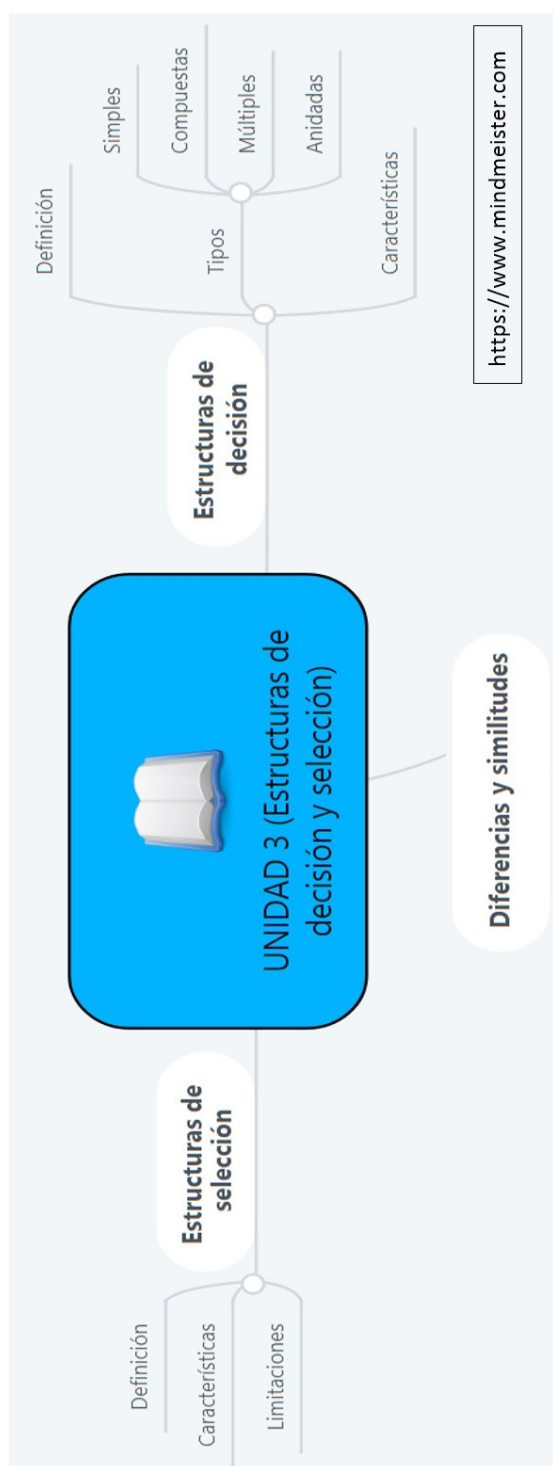 UNIDAD 3 (Estructuras de
decisión y selección)
Estructuras de
selección
Definición
Características
Limitaciones
Estructuras de
decisión
Definición
Tipos
Simples
Compuestas
Múltiples
Anidadas
Características
Diferencias y similitudes
https://www.mindmeister.com